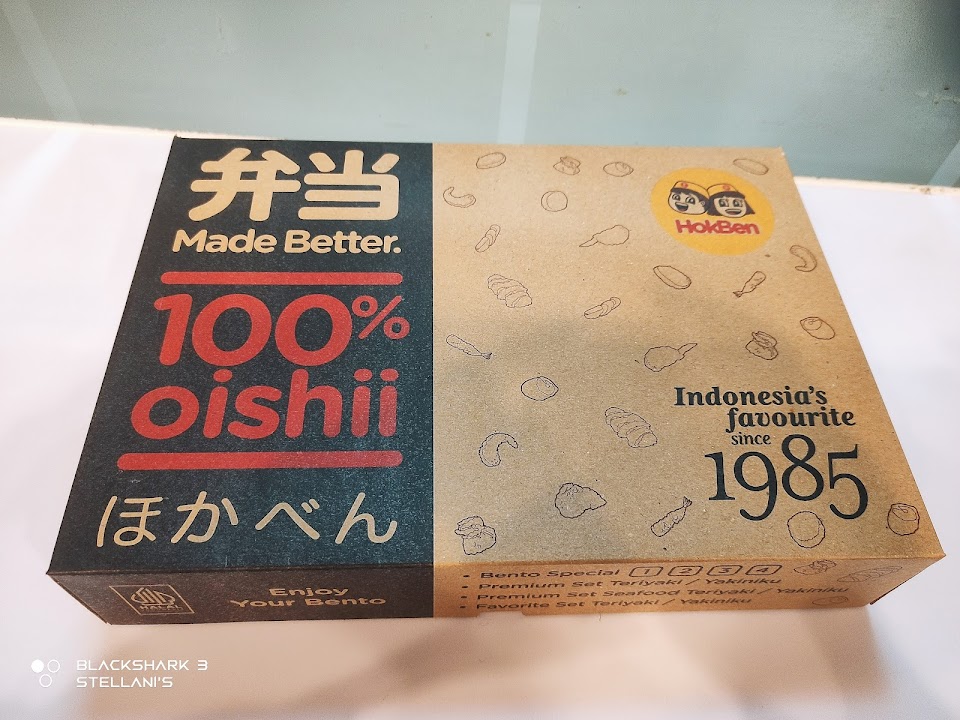 弁当
Made Better.
100%
oishii
ほかべん
HALAL
Enjoy
Your Bento
HokBen
Indonesia's
favourite
since
1985
• Bento Special 1 2 3 4
• Premium Set Teriyaki / Yakiniku
• Premium Set Seafood Teriyaki / Yakiniku
• Favorite Set Teriyaki / Yakiniku
BLACKSHARK 3
STELLANI'S